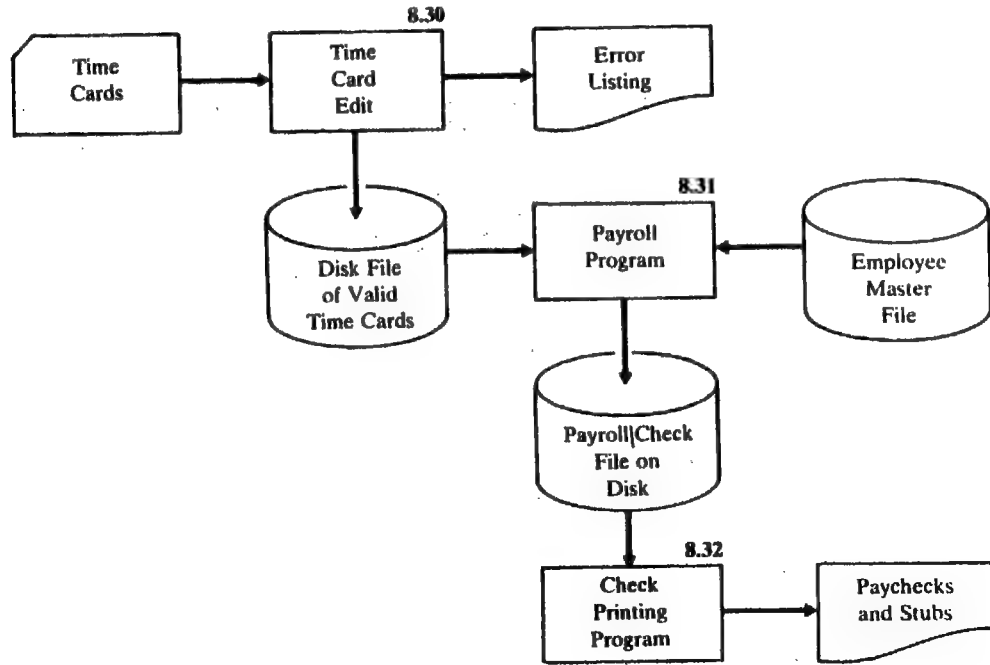 8.30
Time
Cards
Time
Card
Edit
Error
Listing
Disk File
of Valid
Time Cards
8.31
Payroll
Program
Employee
Master
File
Payroll|Check
File on
Disk
8.32
Check
Printing
Program
Paychecks
and Stubs